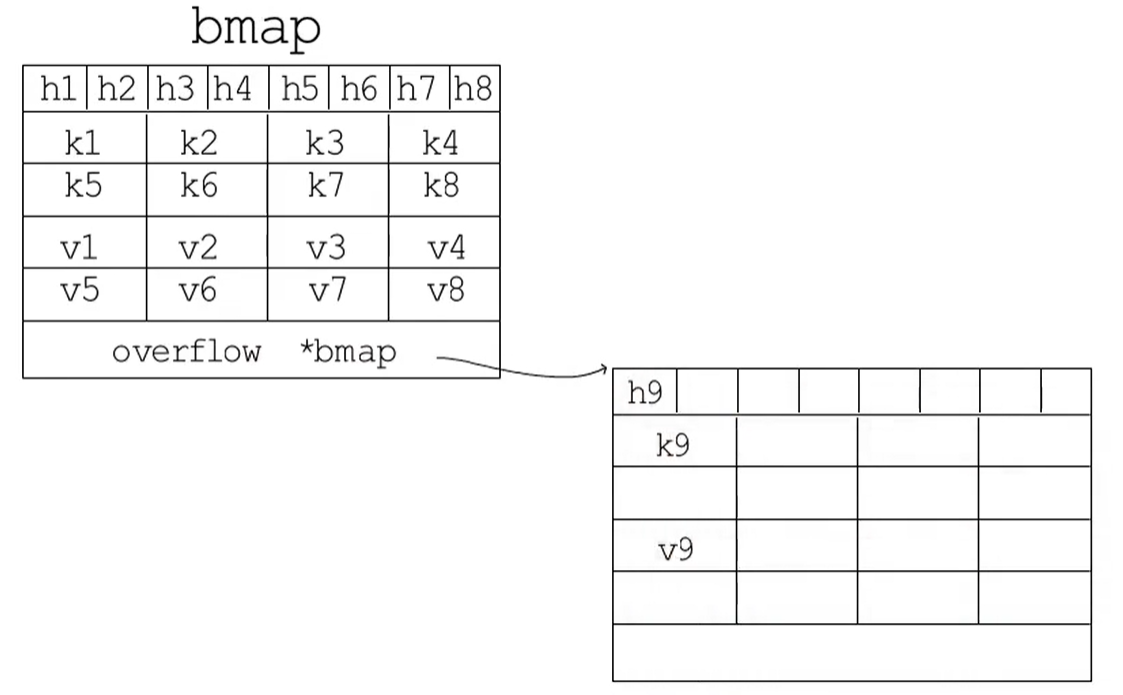 bmap
h1 h2 h3 h4 h5 h6 h7 h8
k1 k2 k3 k4
k5 k6 k7 k8
v1 v2 v3 v4
v5 v6 v7 v8
overflow *bmap
h9
k9
v9